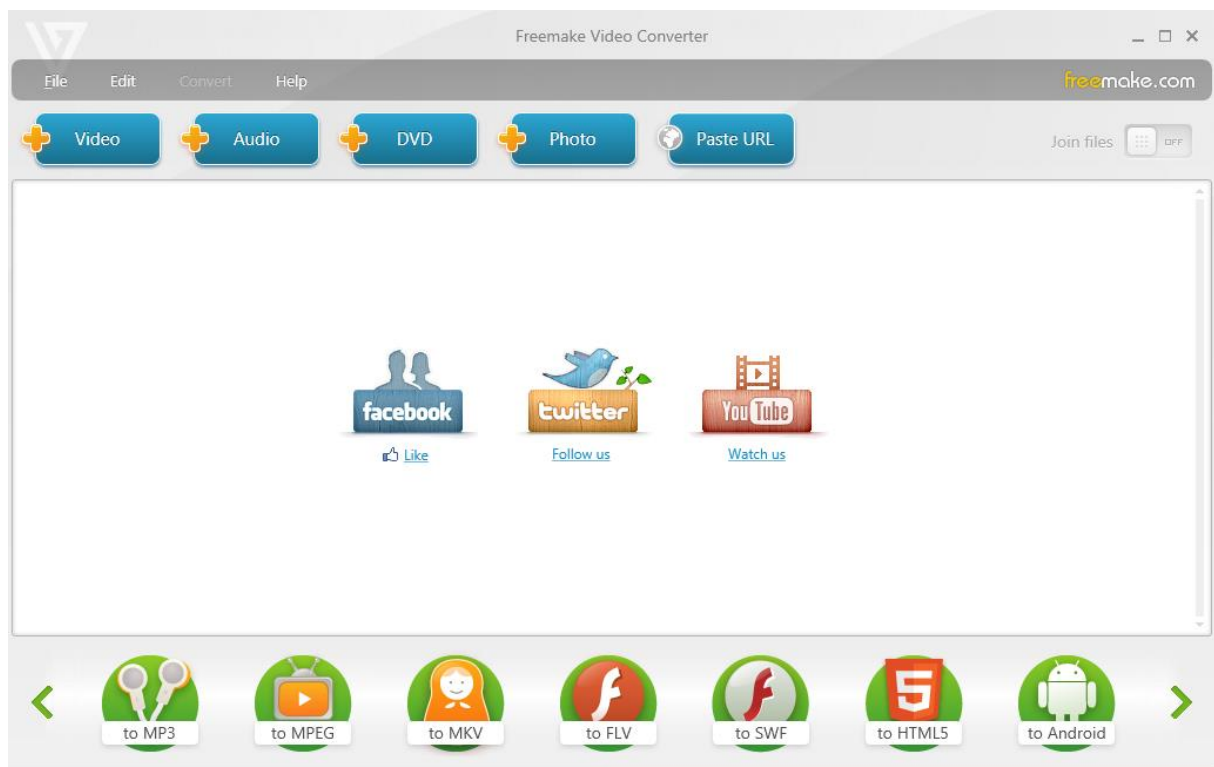 Freemake Video Converter
File Edit Convert Help freemake.com
Video Audio DVD Photo Paste URL Join files OFF
facebook twitter You Tube
Like Follow us Watch us
5
to MP3 to MPEG to MKV to FLV to SWF to HTML5 to Android